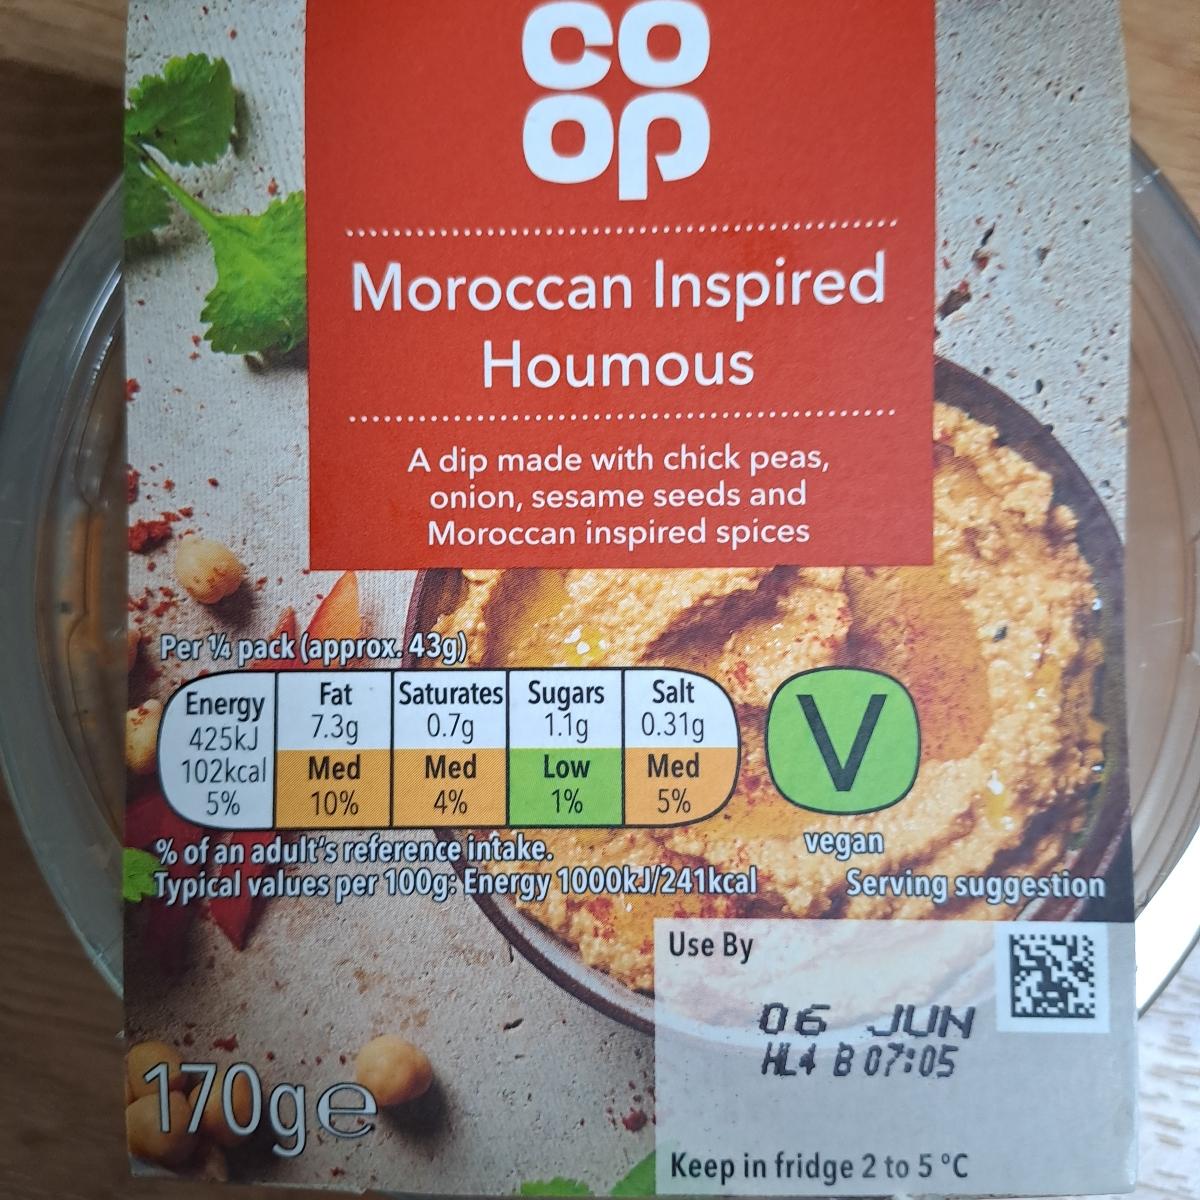 CO
OP
Moroccan Inspired
Houmous
A dip made with chick peas,
onion, sesame seeds and
Moroccan inspired spices
Per ¼ pack (approx. 43g)
Energy 425kJ 102kcal 5%
Fat 7.3g Med 10%
Saturates 0.7g Med 4%
Sugars 1.1g Low 1%
Salt 0.31g Med 5%
V
vegan
% of an adult's reference intake.
Typical values per 100g: Energy 1000kJ/241kcal
Serving suggestion
Use By
06 JUN
HL4 B 07:05
170g℮
Keep in fridge 2 to 5 °C